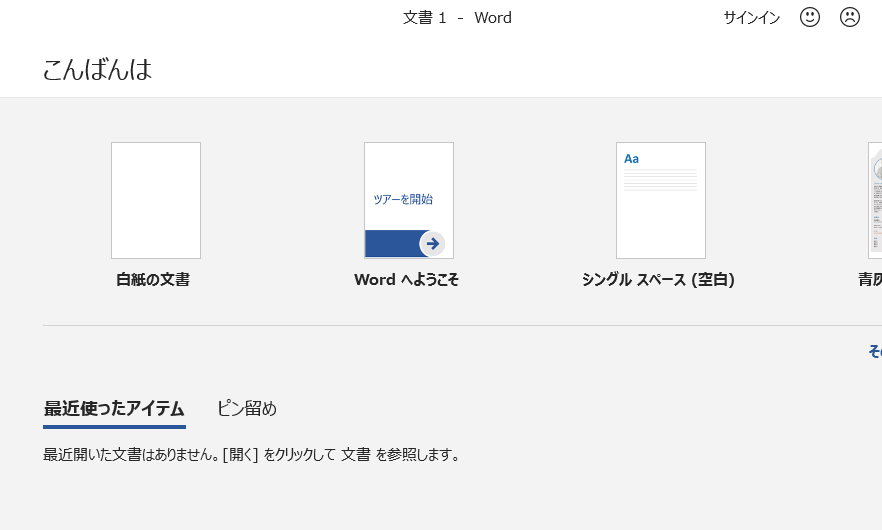 文書 1 - Word
サインイン
こんばんは
Aa
ツアーを開始
白紙の文書
Word へようこそ
シングル スペース (空白)
最近使ったアイテム
ピン留め
最近開いた文書はありません。[開く] をクリックして 文書 を参照します。